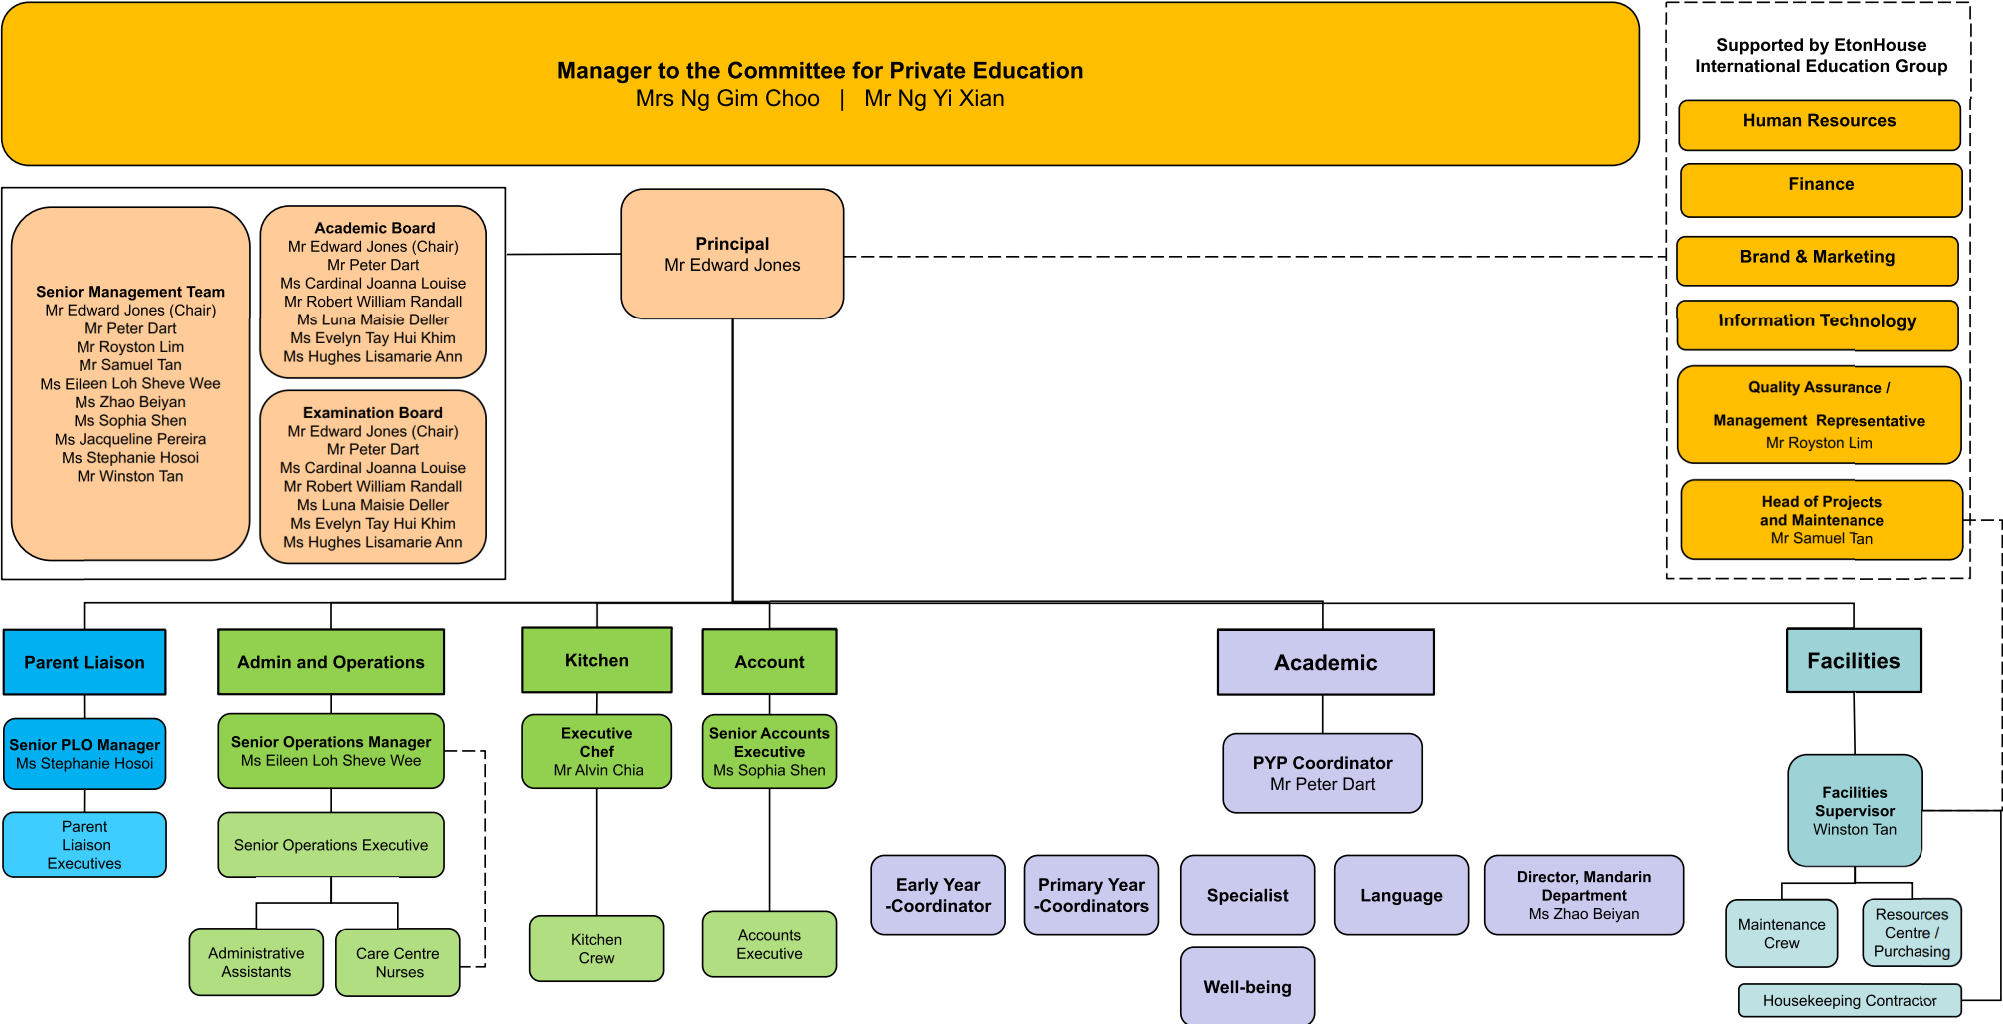 Manager to the Committee for Private Education
Mrs Ng Gim Choo | Mr Ng Yi Xian
Supported by EtonHouse
International Education Group
Human Resources
Finance
Brand & Marketing
Information Technology
Quality Assurance /
Management Representative
Mr Royston Lim
Head of Projects
and Maintenance
Mr Samuel Tan
Senior Management Team
Mr Edward Jones (Chair)
Mr Peter Dart
Mr Royston Lim
Mr Samuel Tan
Ms Eileen Loh Sheve Wee
Ms Zhao Beiyan
Ms Sophia Shen
Ms Jacqueline Pereira
Ms Stephanie Hosoi
Mr Winston Tan
Academic Board
Mr Edward Jones (Chair)
Mr Peter Dart
Ms Cardinal Joanna Louise
Mr Robert William Randall
Ms Luna Maisie Deller
Ms Evelyn Tay Hui Khim
Ms Hughes Lisamarie Ann
Examination Board
Mr Edward Jones (Chair)
Mr Peter Dart
Ms Cardinal Joanna Louise
Mr Robert William Randall
Ms Luna Maisie Deller
Ms Evelyn Tay Hui Khim
Ms Hughes Lisamarie Ann
Principal
Mr Edward Jones
Parent Liaison
Senior PLO Manager
Ms Stephanie Hosoi
Parent
Liaison
Executives
Admin and Operations
Senior Operations Manager
Ms Eileen Loh Sheve Wee
Senior Operations Executive
Administrative
Assistants
Care Centre
Nurses
Kitchen
Executive
Chef
Mr Alvin Chia
Kitchen
Crew
Account
Senior Accounts
Executive
Ms Sophia Shen
Accounts
Executive
Academic
PYP Coordinator
Mr Peter Dart
Early Year
-Coordinator
Primary Year
-Coordinators
Specialist
Language
Director, Mandarin
Department
Ms Zhao Beiyan
Well-being
Facilities
Facilities
Supervisor
Winston Tan
Maintenance
Crew
Resources
Centre /
Purchasing
Housekeeping Contractor